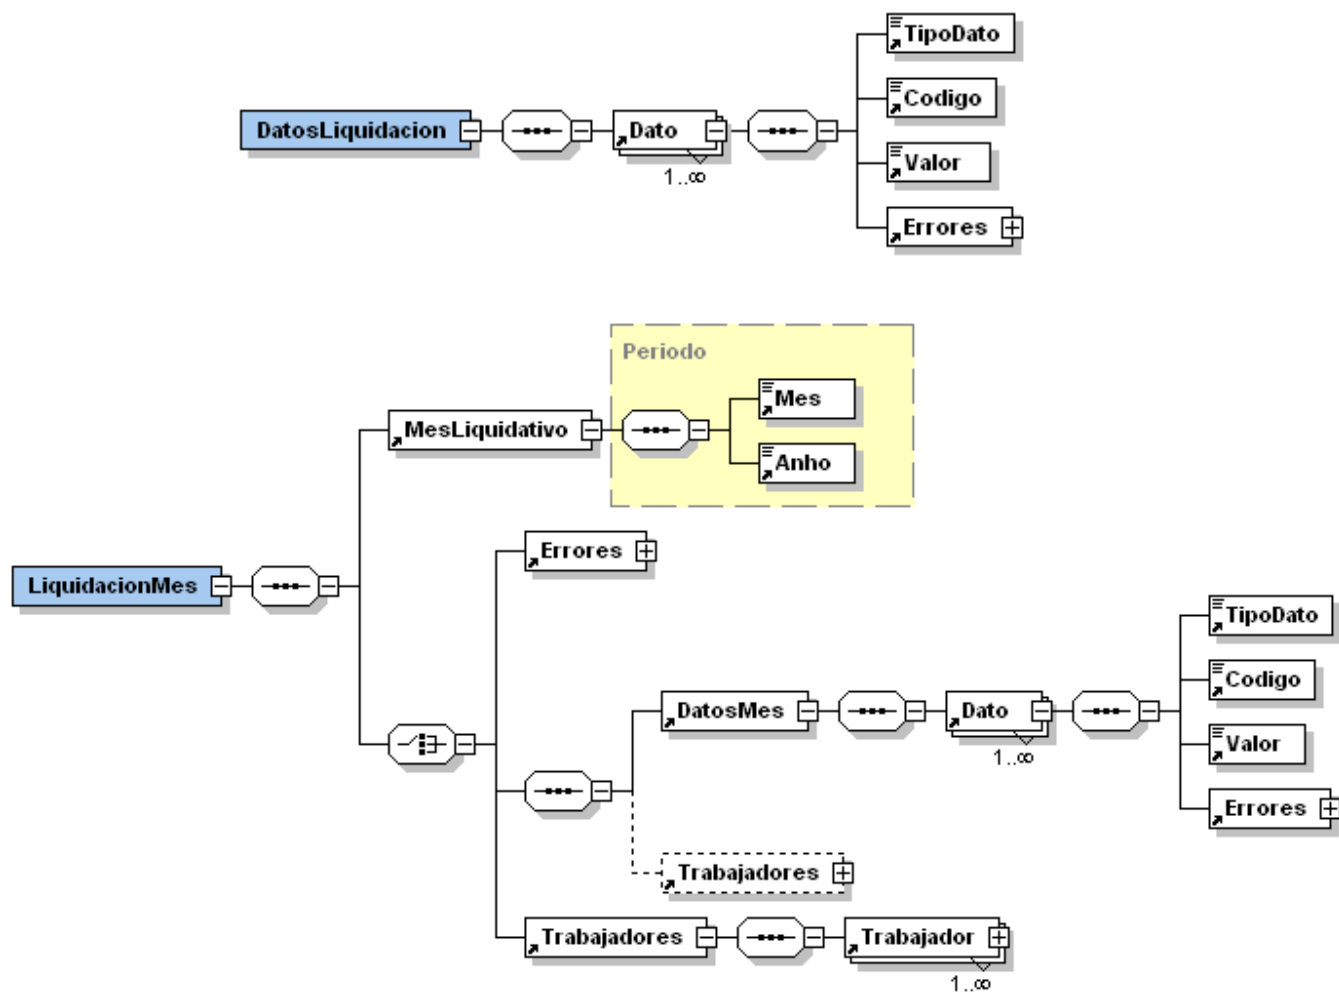 DatosLiquidacion
Dato
1..∞
TipoDato
Codigo
Valor
Errores
Periodo
LiquidacionMes
MesLiquidativo
Mes
Anho
Errores
DatosMes
Dato
1..∞
TipoDato
Codigo
Valor
Errores
Trabajadores
Trabajadores
Trabajador
1..∞